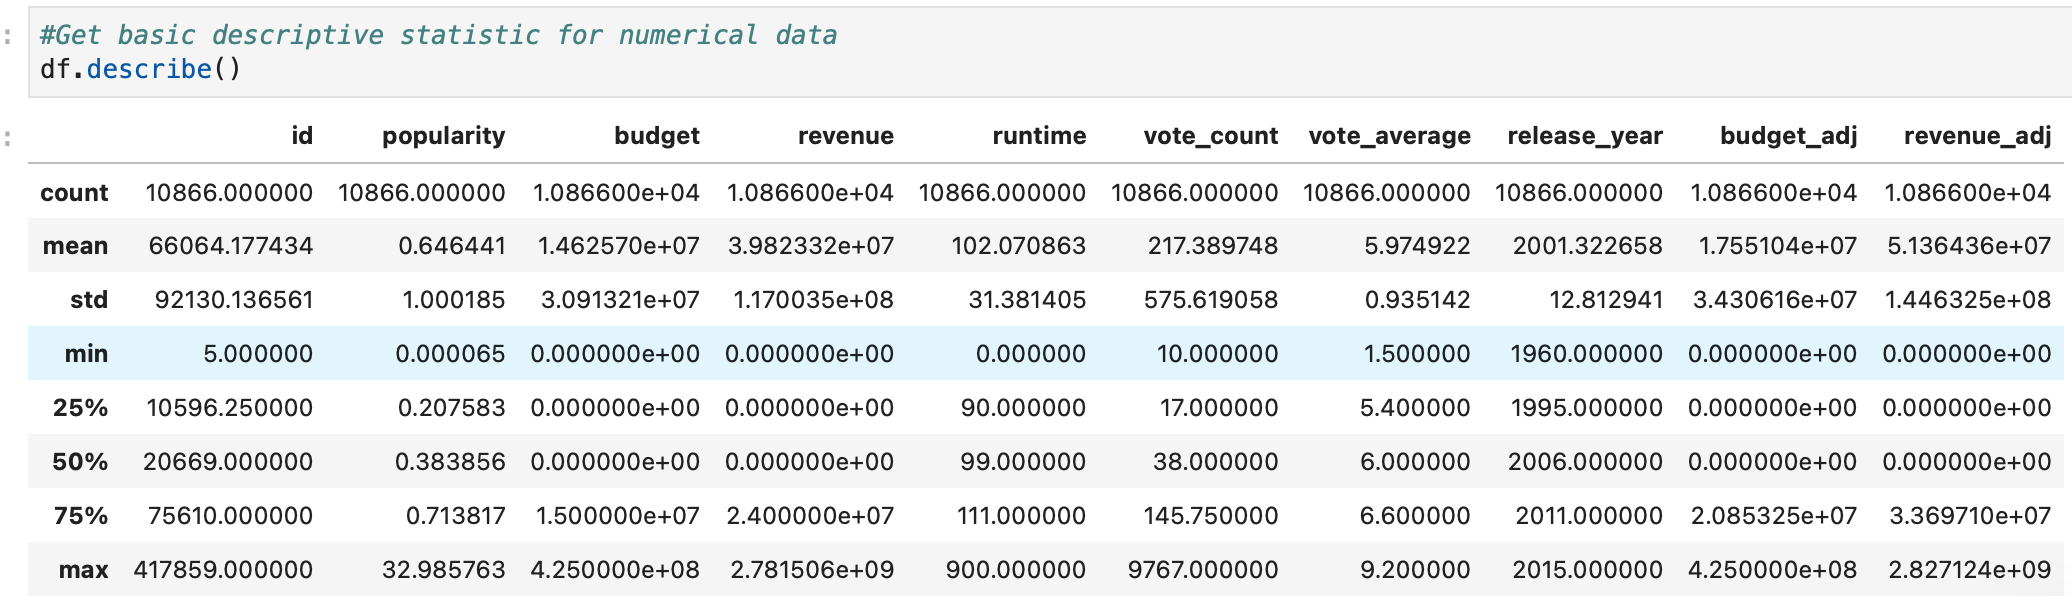 #Get basic descriptive statistic for numerical data
df.describe()
id popularity budget revenue runtime vote_count vote_average release_year budget_adj revenue_adj
count 10866.000000 10866.000000 1.086600e+04 1.086600e+04 10866.000000 10866.000000 10866.000000 10866.000000 1.086600e+04 1.086600e+04
mean 66064.177434 0.646441 1.462570e+07 3.982332e+07 102.070863 217.389748 5.974922 2001.322658 1.755104e+07 5.136436e+07
std 92130.136561 1.000185 3.091321e+07 1.170035e+08 31.381405 575.619058 0.935142 12.812941 3.430616e+07 1.446325e+08
min 5.000000 0.000065 0.000000e+00 0.000000e+00 0.000000 10.000000 1.500000 1960.000000 0.000000e+00 0.000000e+00
25% 10596.250000 0.207583 0.000000e+00 0.000000e+00 90.000000 17.000000 5.400000 1995.000000 0.000000e+00 0.000000e+00
50% 20669.000000 0.383856 0.000000e+00 0.000000e+00 99.000000 38.000000 6.000000 2006.000000 0.000000e+00 0.000000e+00
75% 75610.000000 0.713817 1.500000e+07 2.400000e+07 111.000000 145.750000 6.600000 2011.000000 2.085325e+07 3.369710e+07
max 417859.000000 32.985763 4.250000e+08 2.781506e+09 900.000000 9767.000000 9.200000 2015.000000 4.250000e+08 2.827124e+09